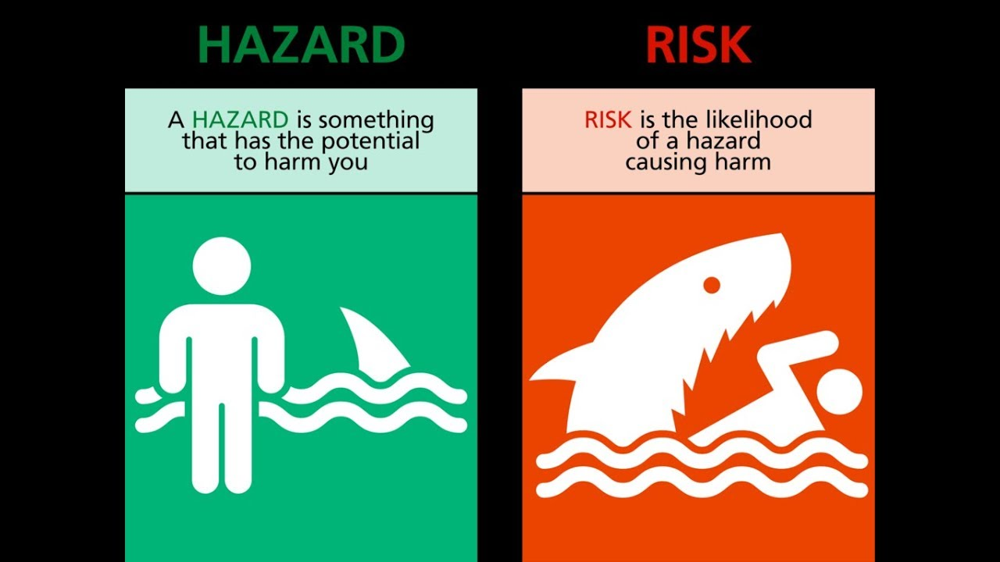 HAZARD
A HAZARD is something
that has the potential
to harm you
RISK
RISK is the likelihood
of a hazard
causing harm